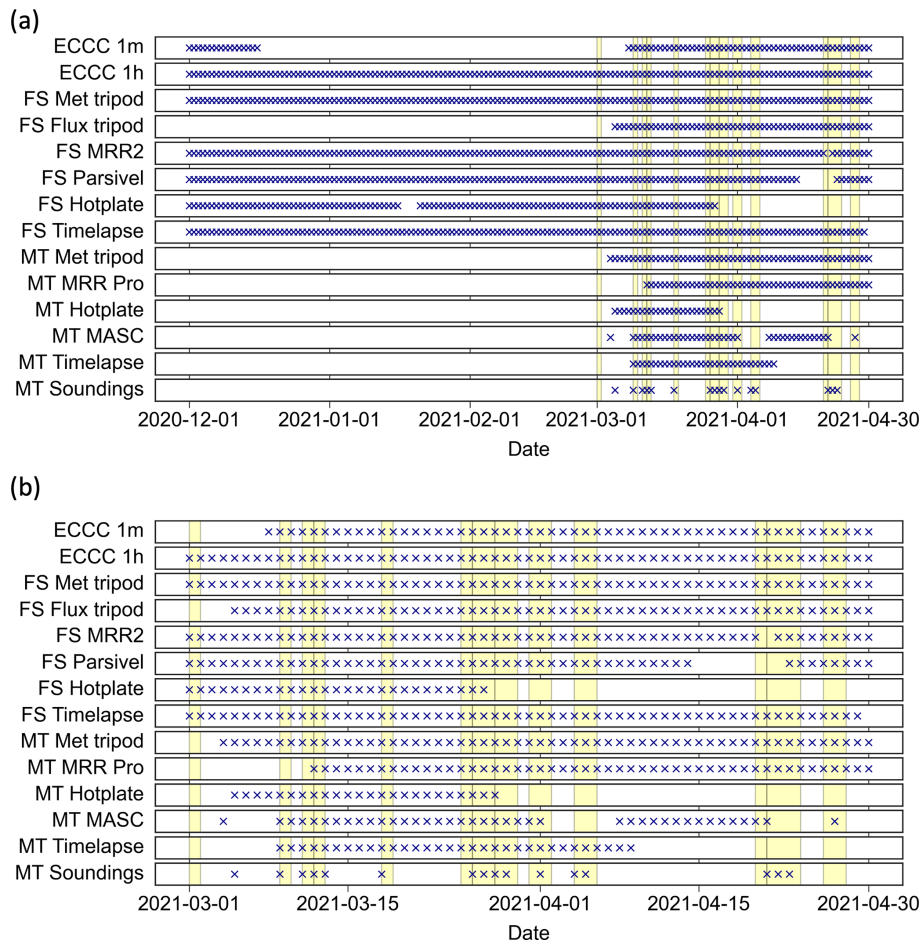 (a)
ECCC 1m
ECCC 1h
FS Met tripod
FS Flux tripod
FS MRR2
FS Parsivel
FS Hotplate
FS Timelapse
MT Met tripod
MT MRR Pro
MT Hotplate
MT MASC
MT Timelapse
MT Soundings
2020-12-01 2021-01-01 2021-02-01 2021-03-01 2021-04-01 2021-04-30
Date
(b)
ECCC 1m
ECCC 1h
FS Met tripod
FS Flux tripod
FS MRR2
FS Parsivel
FS Hotplate
FS Timelapse
MT Met tripod
MT MRR Pro
MT Hotplate
MT MASC
MT Timelapse
MT Soundings
2021-03-01 2021-03-15 2021-04-01 2021-04-15 2021-04-30
Date